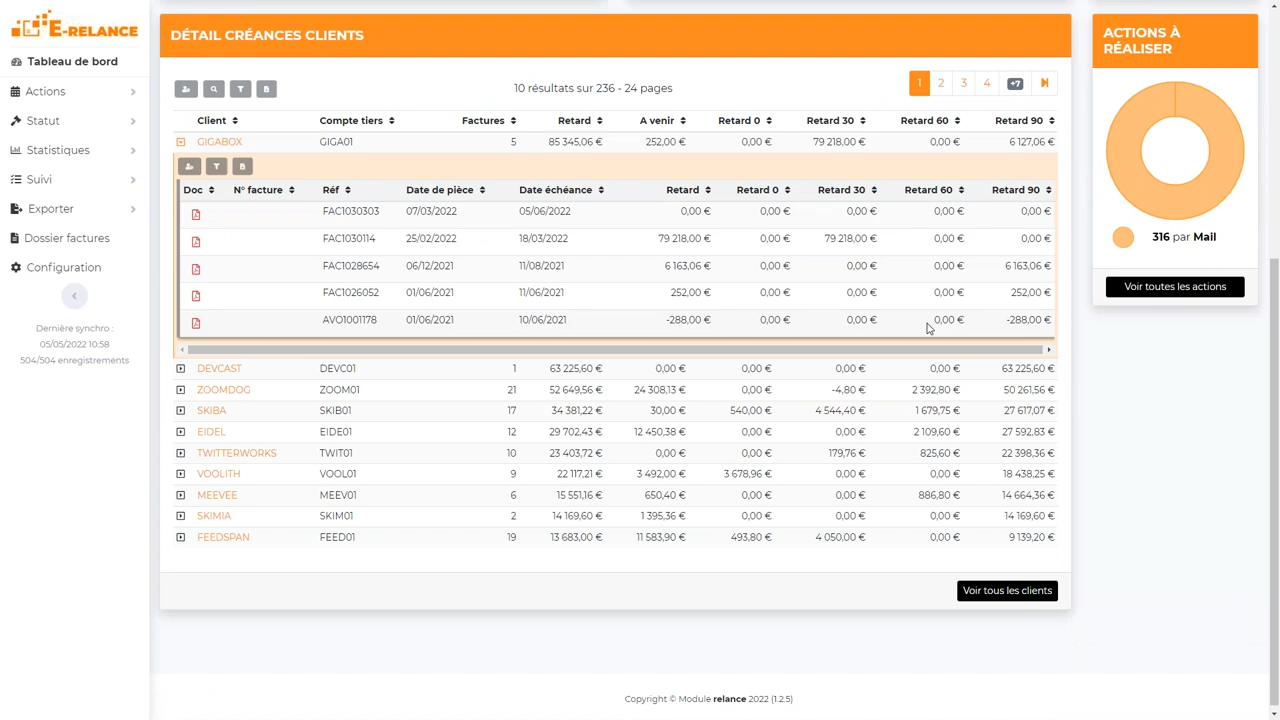 E-RELANCE
Tableau de bord
Actions
Statut
Statistiques
Suivi
Exporter
Dossier factures
Configuration
Dernière synchro :
05/05/2022 10:58
504/504 enregistrements
DÉTAIL CRÉANCES CLIENTS
10 résultats sur 236 - 24 pages
1 2 3 4 +7
Client Compte tiers Factures Retard A venir Retard 0 Retard 30 Retard 60 Retard 90
GIGABOX GIGA01 5 85 345,06 € 252,00 € 0,00 € 79 218,00 € 0,00 € 6 127,06 €
Doc N° facture Réf Date de pièce Date échéance Retard Retard 0 Retard 30 Retard 60 Retard 90
FAC1030303 07/03/2022 05/06/2022 0,00 € 0,00 € 0,00 € 0,00 € 0,00 €
FAC1030114 25/02/2022 18/03/2022 79 218,00 € 0,00 € 79 218,00 € 0,00 € 0,00 €
FAC1028654 06/12/2021 11/08/2021 6 163,06 € 0,00 € 0,00 € 0,00 € 6 163,06 €
FAC1026052 01/06/2021 11/06/2021 252,00 € 0,00 € 0,00 € 0,00 € 252,00 €
AVO1001178 01/06/2021 10/06/2021 -288,00 € 0,00 € 0,00 € 0,00 € -288,00 €
DEVCAST DEVC01 1 63 225,60 € 0,00 € 0,00 € 0,00 € 0,00 € 63 225,60 €
ZOOMDOG ZOOM01 21 52 649,56 € 24 308,13 € 0,00 € -4,80 € 2 392,80 € 50 261,56 €
SKIBA SKIB01 17 34 381,22 € 30,00 € 540,00 € 4 544,40 € 1 679,75 € 27 617,07 €
EIDEL EIDE01 12 29 702,43 € 12 450,38 € 0,00 € 0,00 € 2 109,60 € 27 592,83 €
TWITTERWORKS TWIT01 10 23 403,72 € 0,00 € 0,00 € 179,76 € 825,60 € 22 398,36 €
VOOLITH VOOL01 9 22 117,21 € 3 492,00 € 3 678,96 € 0,00 € 0,00 € 18 438,25 €
MEEVEE MEEV01 6 15 551,16 € 650,40 € 0,00 € 0,00 € 886,80 € 14 664,36 €
SKIMIA SKIM01 2 14 169,60 € 1 395,36 € 0,00 € 0,00 € 0,00 € 14 169,60 €
FEEDSPAN FEED01 19 13 683,00 € 11 583,90 € 493,80 € 4 050,00 € 0,00 € 9 139,20 €
Voir tous les clients
ACTIONS À
RÉALISER
316 par Mail
Voir toutes les actions
Copyright © Module relance 2022 (1.2.5)